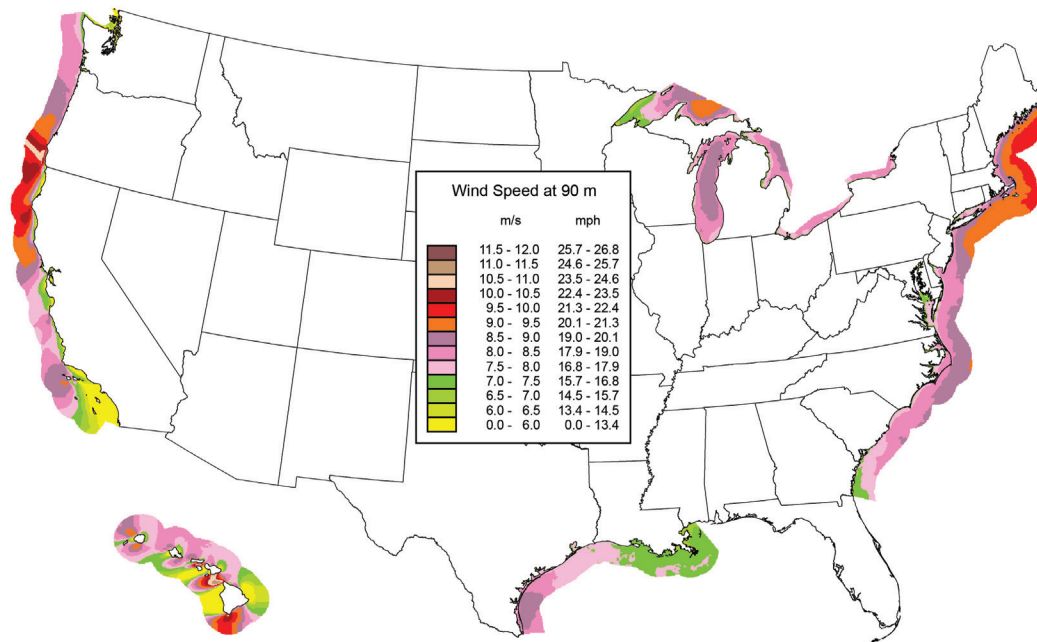 Wind Speed at 90 m
m/s mph
11.5 - 12.0 25.7 - 26.8
11.0 - 11.5 24.6 - 25.7
10.5 - 11.0 23.5 - 24.6
10.0 - 10.5 22.4 - 23.5
9.5 - 10.0 21.3 - 22.4
9.0 - 9.5 20.1 - 21.3
8.5 - 9.0 19.0 - 20.1
8.0 - 8.5 17.9 - 19.0
7.5 - 8.0 16.8 - 17.9
7.0 - 7.5 15.7 - 16.8
6.5 - 7.0 14.5 - 15.7
6.0 - 6.5 13.4 - 14.5
0.0 - 6.0 0.0 - 13.4